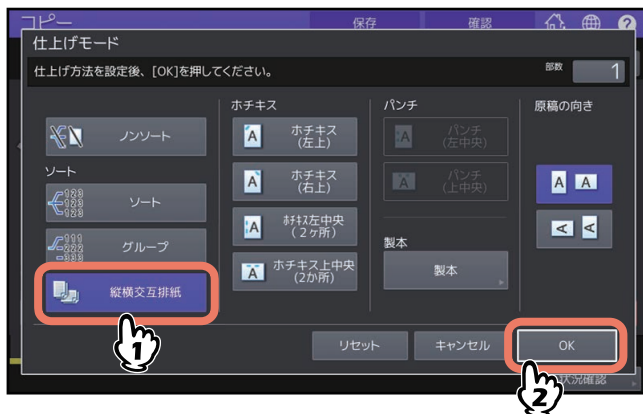 コピー
保存
確認
仕上げモード
仕上げ方法を設定後、[OK]を押してください。
部数
1
ホチキス
パンチ
原稿の向き
ノンソート
ホチキス
(左上)
パンチ
(左中央)
ソート
ソート
ホチキス
(右上)
パンチ
(上中央)
グループ
ﾎﾁｷｽ左中央
(2ヶ所)
製本
縦横交互排紙
ホチキス上中央
(2か所)
製本
リセット
キャンセル
OK
状況確認
1
2